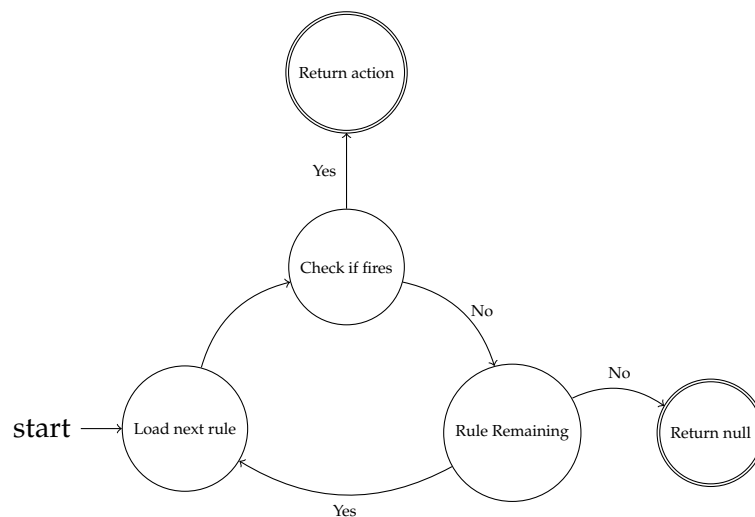 Return action
Yes
Check if fires
No
No
start
Load next rule
Rule Remaining
Return null
Yes